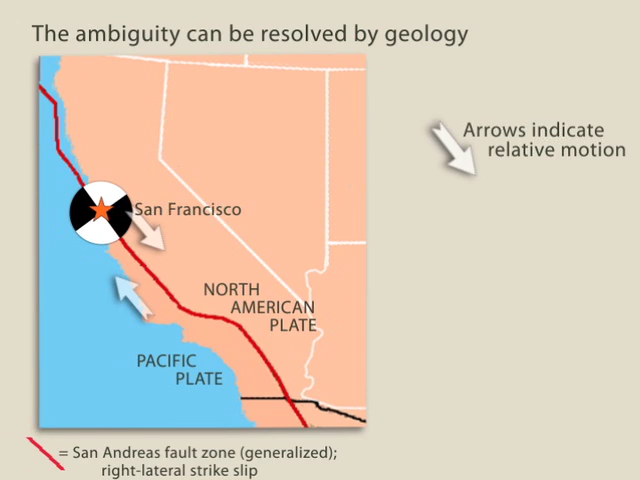 The ambiguity can be resolved by geology
Arrows indicate
relative motion
San Francisco
NORTH
AMERICAN
PLATE
PACIFIC
PLATE
= San Andreas fault zone (generalized);
right-lateral strike slip